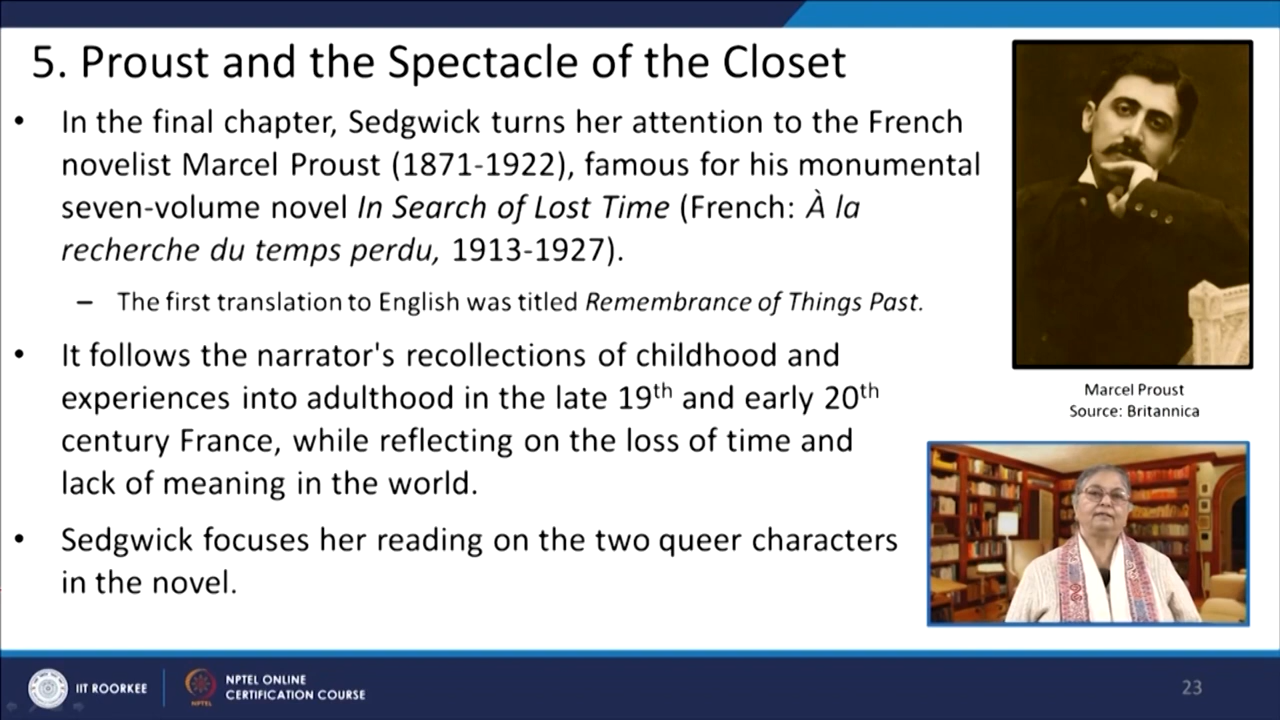 5. Proust and the Spectacle of the Closet
• In the final chapter, Sedgwick turns her attention to the French
novelist Marcel Proust (1871-1922), famous for his monumental
seven-volume novel In Search of Lost Time (French: À la
recherche du temps perdu, 1913-1927).
– The first translation to English was titled Remembrance of Things Past.
• It follows the narrator's recollections of childhood and
experiences into adulthood in the late 19th and early 20th
century France, while reflecting on the loss of time and
lack of meaning in the world.
• Sedgwick focuses her reading on the two queer characters
in the novel.
Marcel Proust
Source: Britannica
IIT ROORKEE
NPTEL
NPTEL ONLINE
CERTIFICATION COURSE
23